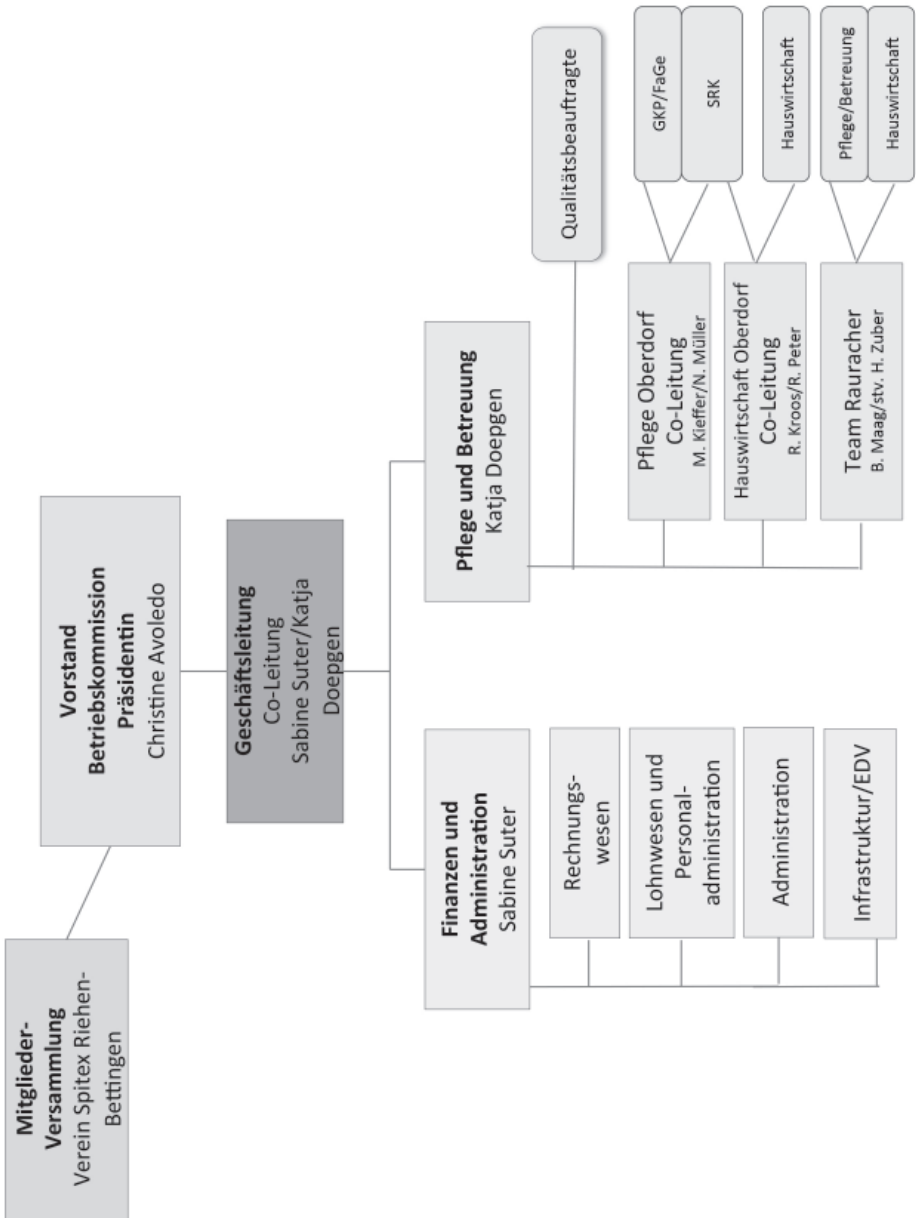 Mitglieder-
Versammlung
Verein Spitex Riehen-
Bettingen
Vorstand
Betriebskommission
Präsidentin
Christine Avoledo
Geschäftsleitung
Co-Leitung
Sabine Suter/Katja
Doepgen
Finanzen und
Administration
Sabine Suter
Rechnungs-
wesen
Lohnwesen und
Personal-
administration
Administration
Infrastruktur/EDV
Pflege und Betreuung
Katja Doepgen
Qualitätsbeauftragte
Pflege Oberdorf
Co-Leitung
M. Kieffer/N. Müller
GKP/FaGe
SRK
Hauswirtschaft Oberdorf
Co-Leitung
R. Kroos/R. Peter
Hauswirtschaft
Team Rauracher
B. Maag/stv. H. Zuber
Pflege/Betreuung
Hauswirtschaft